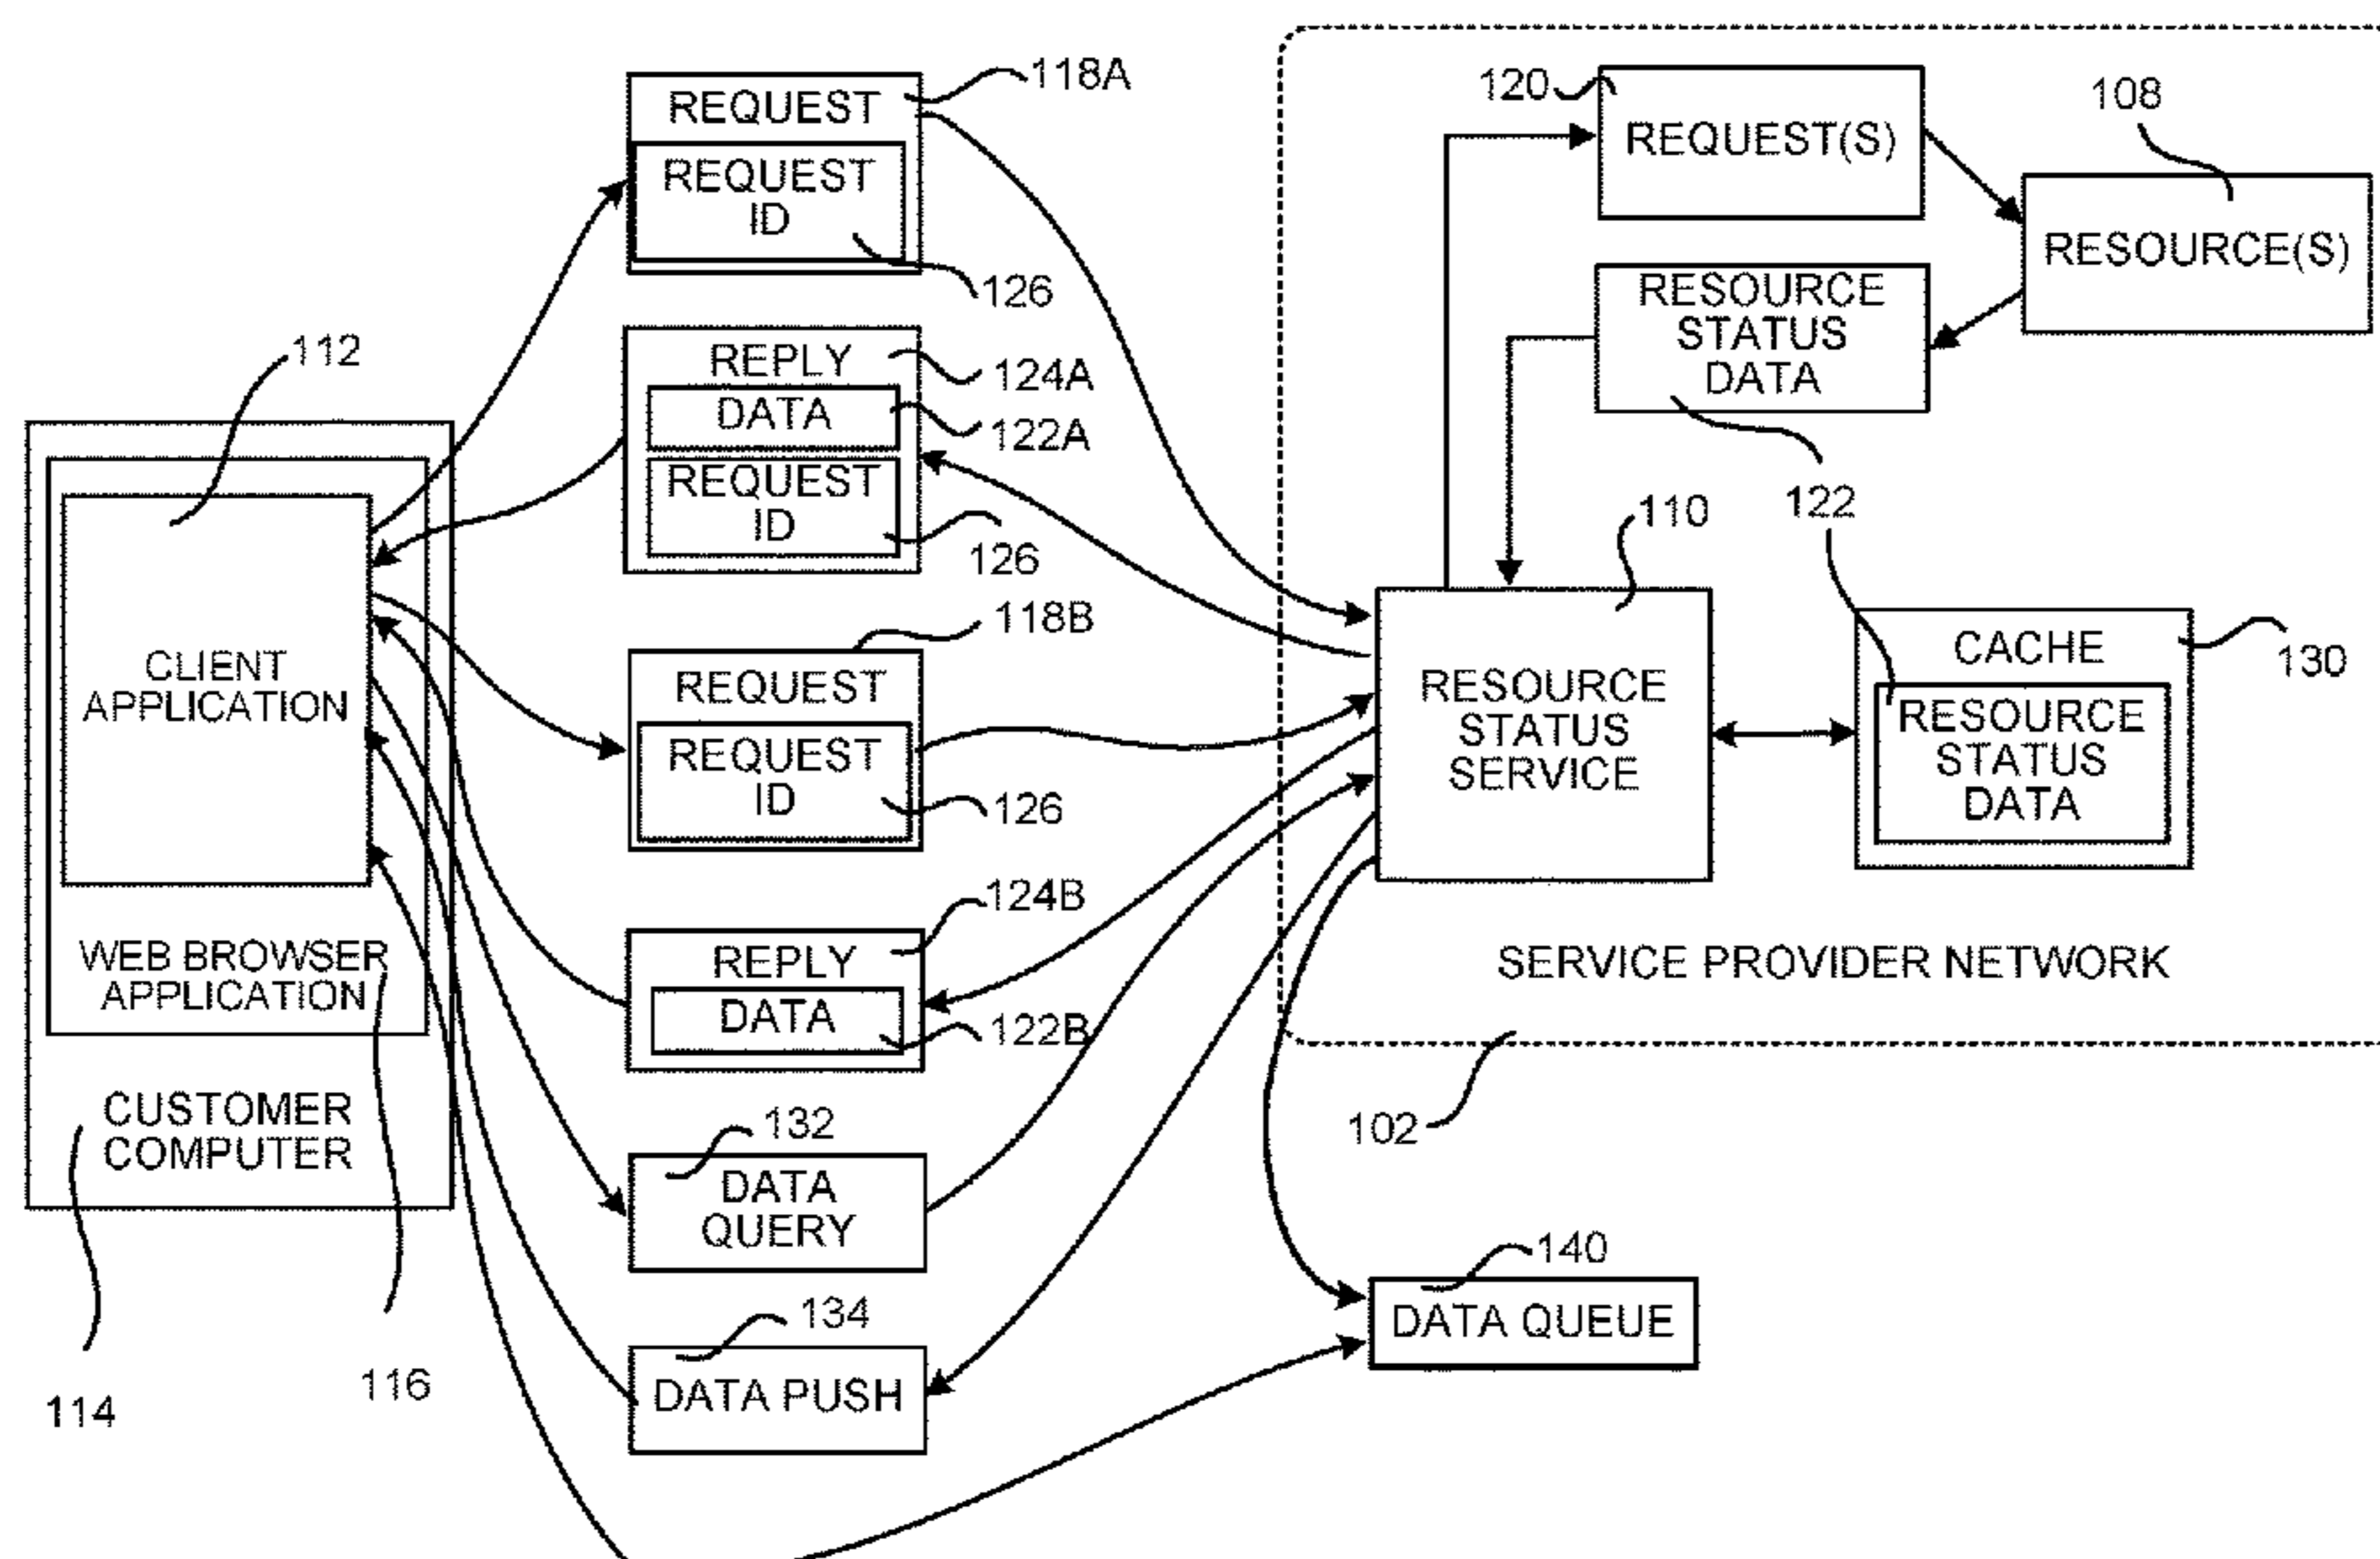 118A
REQUEST
REQUEST
ID
126
120
REQUEST(S)
108
RESOURCE(S)
RESOURCE
STATUS
DATA
122
112
REPLY
124A
DATA
122A
REQUEST
ID
126
118B
REQUEST
REQUEST
ID
126
110
RESOURCE
STATUS
SERVICE
CACHE
130
RESOURCE
STATUS
DATA
CLIENT
APPLICATION
WEB BROWSER
APPLICATION
CUSTOMER
COMPUTER
114
116
124B
REPLY
DATA
122B
SERVICE PROVIDER NETWORK
102
132
DATA
QUERY
134
DATA PUSH
140
DATA QUEUE